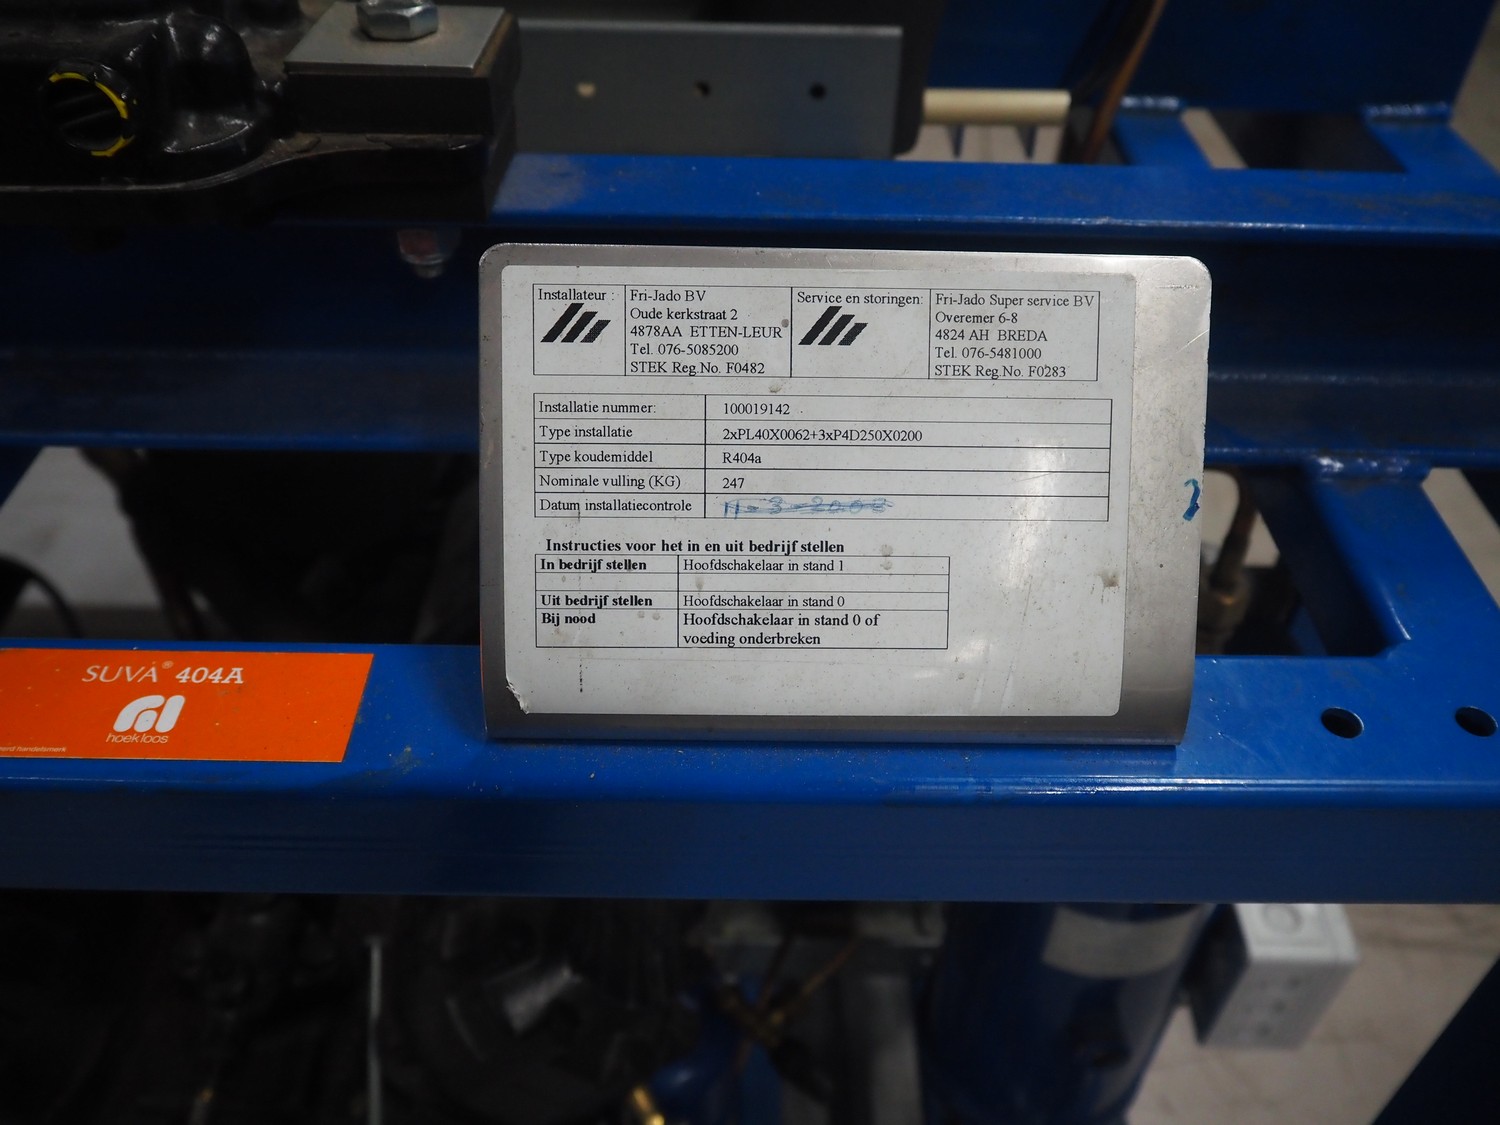 Installateur :
Fri-Jado BV
Oude kerkstraat 2
4878AA ETTEN-LEUR
Tel. 076-5085200
STEK Reg.No. F0482
Service en storingen:
Fri-Jado Super service BV
Overemer 6-8
4824 AH BREDA
Tel. 076-5481000
STEK Reg.No. F0283
Installatie nummer: 100019142
Type installatie 2xPL40X0062+3xP4D250X0200
Type koudemiddel R404a
Nominale vulling (KG) 247
Datum installatiecontrole 11-3-2008
Instructies voor het in en uit bedrijf stellen
In bedrijf stellen Hoofdschakelaar in stand 1
Uit bedrijf stellen Hoofdschakelaar in stand 0
Bij nood Hoofdschakelaar in stand 0 of
voeding onderbreken
SUVA® 404A
hoek loos
handelsmerk